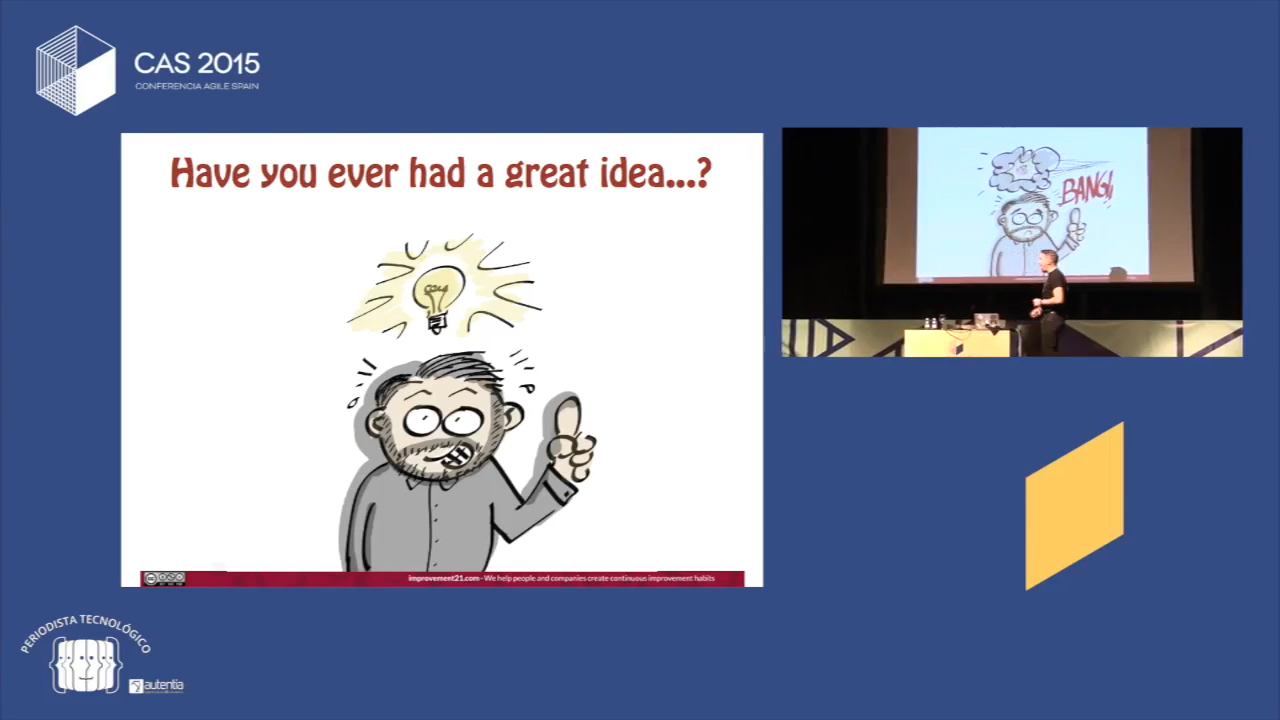 CAS 2015
CONFERENCIA AGILE SPAIN
Have you ever had a great idea...?
BANG!
improvement21.com - We help people and companies create continuous improvement habits
PERIODISTA TECNOLÓGICO
autentia